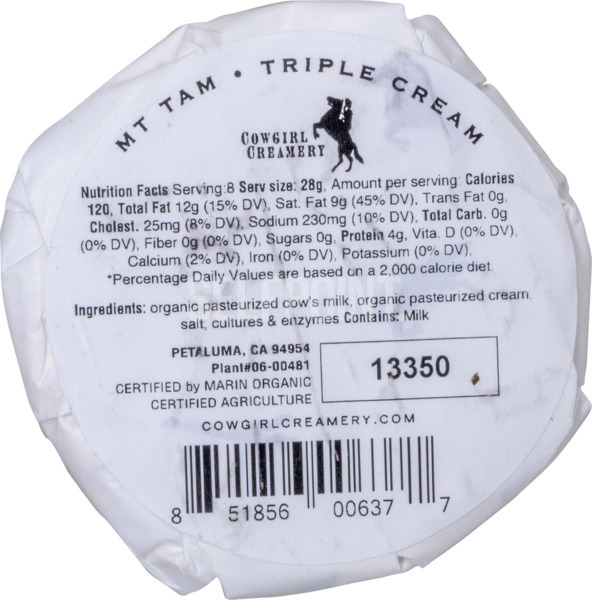 MT TAM • TRIPLE CREAM
COWGIRL
CREAMERY
Nutrition Facts Serving:8 Serv size: 28g, Amount per serving: Calories
120, Total Fat 12g (15% DV), Sat. Fat 9g (45% DV), Trans Fat 0g,
Cholest. 25mg (8% DV), Sodium 230mg (10% DV), Total Carb. 0g
(0% DV), Fiber 0g (0% DV), Sugars 0g, Protein 4g, Vita. D (0% DV),
Calcium (2% DV), Iron (0% DV), Potassium (0% DV),
*Percentage Daily Values are based on a 2,000 calorie diet.
Ingredients: organic pasteurized cow's milk, organic pasteurized cream,
salt, cultures & enzymes Contains: Milk
PETALUMA, CA 94954
Plant#06-00481
CERTIFIED by MARIN ORGANIC
CERTIFIED AGRICULTURE
13350
COWGIRLCREAMERY.COM
8 51856 00637 7